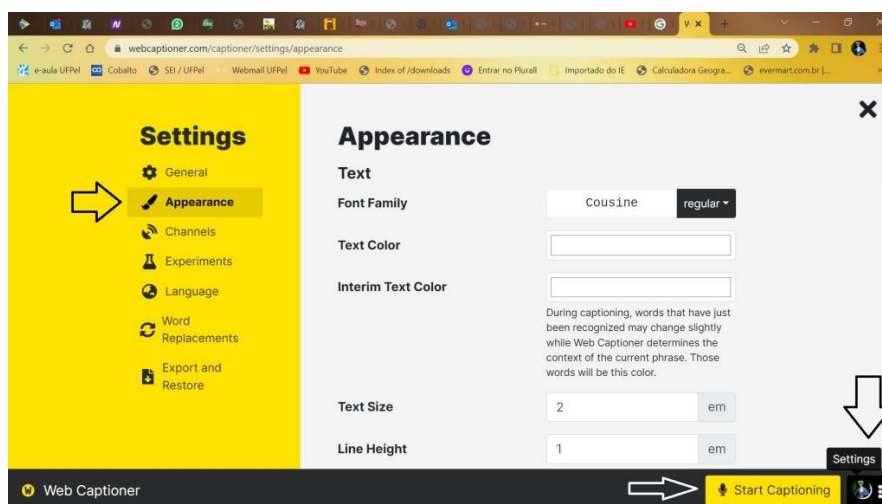 webcaptioner.com/captioner/settings/appearance
e-aula UFPel Cobalto SEI / UFPel Webmail UFPel YouTube Index of /downloads Entrar no Plurall Importado do IE Calculadora Geogra... evermart.com.br |...
Settings
General
Appearance
Channels
Experiments
Language
Word
Replacements
Export and
Restore
Appearance
Text
Font Family
Cousine regular
Text Color
Interim Text Color
During captioning, words that have just
been recognized may change slightly
while Web Captioner determines the
context of the current phrase. Those
words will be this color.
Text Size
2 em
Line Height
1 em
Settings
Web Captioner
Start Captioning